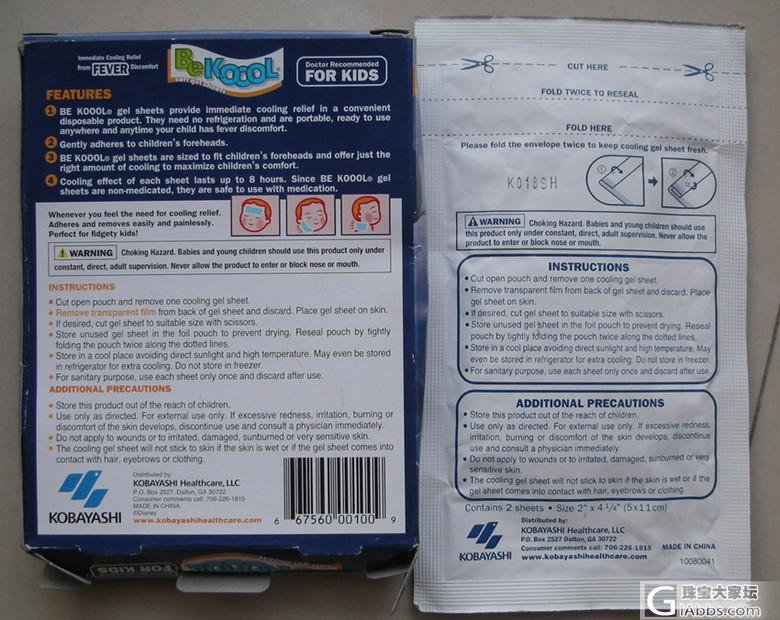 Immediate Cooling Relief
from FEVER Discomfort
Be KOOOL
soft gel sheets
Doctor Recommended
FOR KIDS
FEATURES
1 BE KOOOL® gel sheets provide immediate cooling relief in a convenient
disposable product. They need no refrigeration and are portable, ready to use
anywhere and anytime your child has fever discomfort.
2 Gently adheres to children's foreheads.
3 BE KOOOL® gel sheets are sized to fit children's foreheads and offer just the
right amount of cooling to maximize children's comfort.
4 Cooling effect of each sheet lasts up to 8 hours. Since BE KOOOL® gel
sheets are non-medicated, they are safe to use with medication.
Whenever you feel the need for cooling relief.
Adheres and removes easily and painlessly.
Perfect for fidgety kids!
WARNING Choking Hazard. Babies and young children should use this product only under
constant, direct, adult supervision. Never allow the product to enter or block nose or mouth.
INSTRUCTIONS
• Cut open pouch and remove one cooling gel sheet.
• Remove transparent film from back of gel sheet and discard. Place gel sheet on skin.
• If desired, cut gel sheet to suitable size with scissors.
• Store unused gel sheet in the foil pouch to prevent drying. Reseal pouch by tightly
folding the pouch twice along the dotted lines.
• Store in a cool place avoiding direct sunlight and high temperature. May even be stored
in refrigerator for extra cooling. Do not store in freezer.
• For sanitary purpose, use each sheet only once and discard after use.
ADDITIONAL PRECAUTIONS
• Store this product out of the reach of children.
• Use only as directed. For external use only. If excessive redness, irritation, burning or
discomfort of the skin develops, discontinue use and consult a physician immediately.
• Do not apply to wounds or to irritated, damaged, sunburned or very sensitive skin.
• The cooling gel sheet will not stick to skin if the skin is wet or if the gel sheet comes into
contact with hair, eyebrows or clothing.
KOBAYASHI
Distributed by:
KOBAYASHI Healthcare, LLC
P.O. Box 2527, Dalton, GA 30722
Consumer comments call: 706-226-1815
MADE IN CHINA
©Disney
www.kobayashihealthcare.com
6 67560 00100 9
FOR KIDS
CUT HERE
FOLD TWICE TO RESEAL
FOLD HERE
Please fold the envelope twice to keep cooling gel sheet fresh.
K018SH
1
2
WARNING Choking Hazard. Babies and young children should use
this product only under constant, direct, adult supervision. Never allow the
product to enter or block nose or mouth.
INSTRUCTIONS
• Cut open pouch and remove one cooling gel sheet.
• Remove transparent film from back of gel sheet and discard. Place
gel sheet on skin.
• If desired, cut gel sheet to suitable size with scissors.
• Store unused gel sheet in the foil pouch to prevent drying. Reseal
pouch by tightly folding the pouch twice along the dotted lines.
• Store in a cool place avoiding direct sunlight and high temperature. May
even be stored in refrigerator for extra cooling. Do not store in freezer.
• For sanitary purpose, use each sheet only once and discard after use.
ADDITIONAL PRECAUTIONS
• Store this product out of the reach of children.
• Use only as directed. For external use only. If excessive redness,
irritation, burning or discomfort of the skin develops, discontinue
use and consult a physician immediately.
• Do not apply to wounds or to irritated, damaged, sunburned or very
sensitive skin.
• The cooling gel sheet will not stick to skin if the skin is wet or if the
gel sheet comes into contact with hair, eyebrows or clothing.
Contains 2 sheets • Size 2" x 4 1/4" (5x11cm)
KOBAYASHI
Distributed by:
KOBAYASHI Healthcare, LLC
P.O. Box 2527 Dalton, GA 30722
Consumer comments call: 706-226-1815
www.kobayashihealthcare.com
MADE IN CHINA
10080041
珠宝大家坛
GiAbbs.com